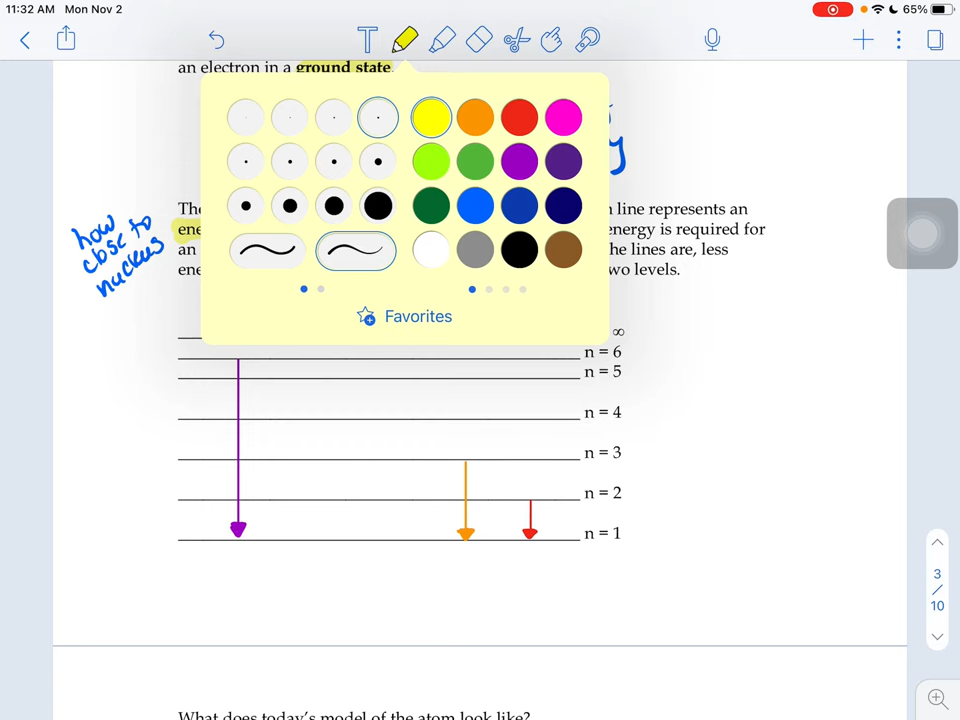 11:32 AM Mon Nov 2
65%
T
an electron in a ground state
The
n line represents an
ene
energy is required for
an
he lines are, less
ene
wo levels.
how
close to
nucleus
Favorites
∞
n = 6
n = 5
n = 4
n = 3
n = 2
n = 1
3
/
10
What does today's model of the atom look like?